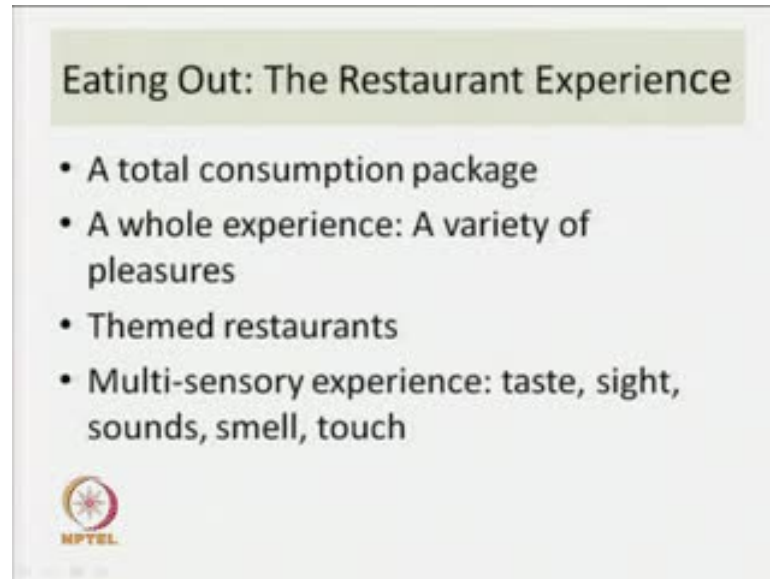 Eating Out: The Restaurant Experience
• A total consumption package
• A whole experience: A variety of
pleasures
• Themed restaurants
• Multi-sensory experience: taste, sight,
sounds, smell, touch
NPTEL